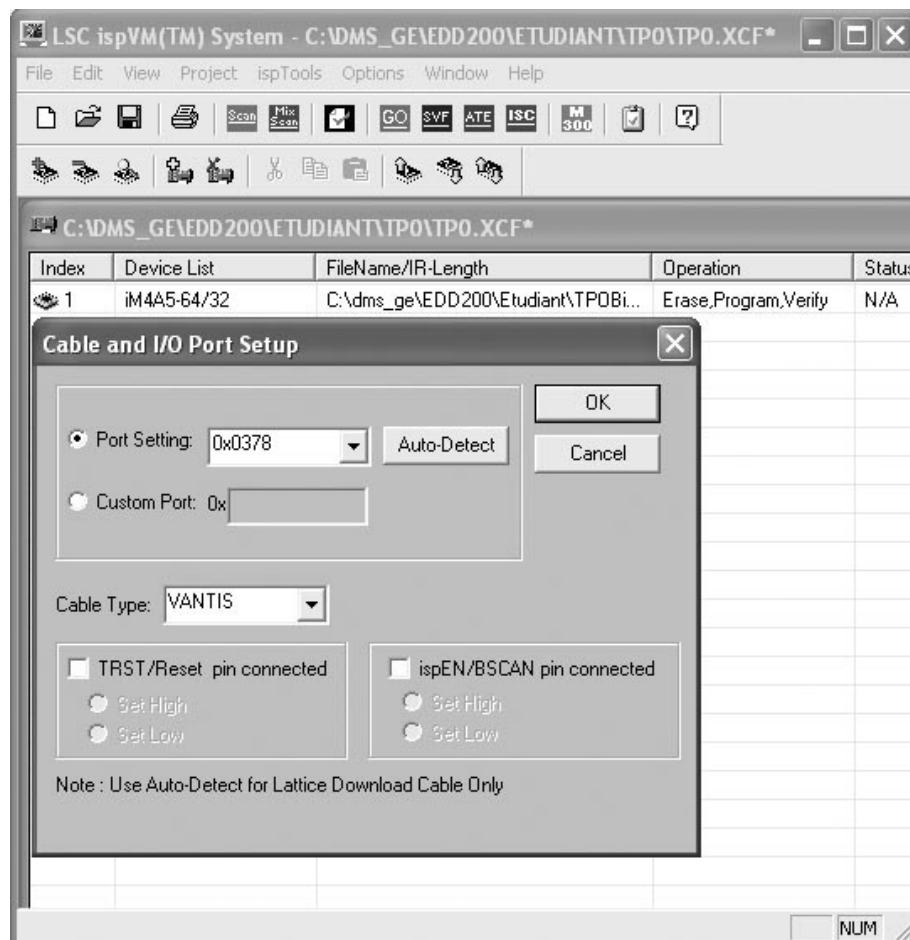 LSC ispVM(TM) System - C:\DMS_GE\EDD200\ETUDIANT\TP0\TP0.XCF*
File Edit View Project ispTools Options Window Help
Scan Mix Scan GO SVF ATE ISC M 300
C:\DMS_GE\EDD200\ETUDIANT\TP0\TP0.XCF*
Index Device List FileName/IR-Length Operation Status
1 iM4A5-64/32 C:\dms_ge\EDD200\Etudiant\TP0Bi... Erase,Program,Verify N/A
Cable and I/O Port Setup
OK
Port Setting: 0x0378 Auto-Detect
Cancel
Custom Port: 0x
Cable Type: VANTIS
TRST/Reset pin connected ispEN/BSCAN pin connected
Set High Set High
Set Low Set Low
Note : Use Auto-Detect for Lattice Download Cable Only
NUM